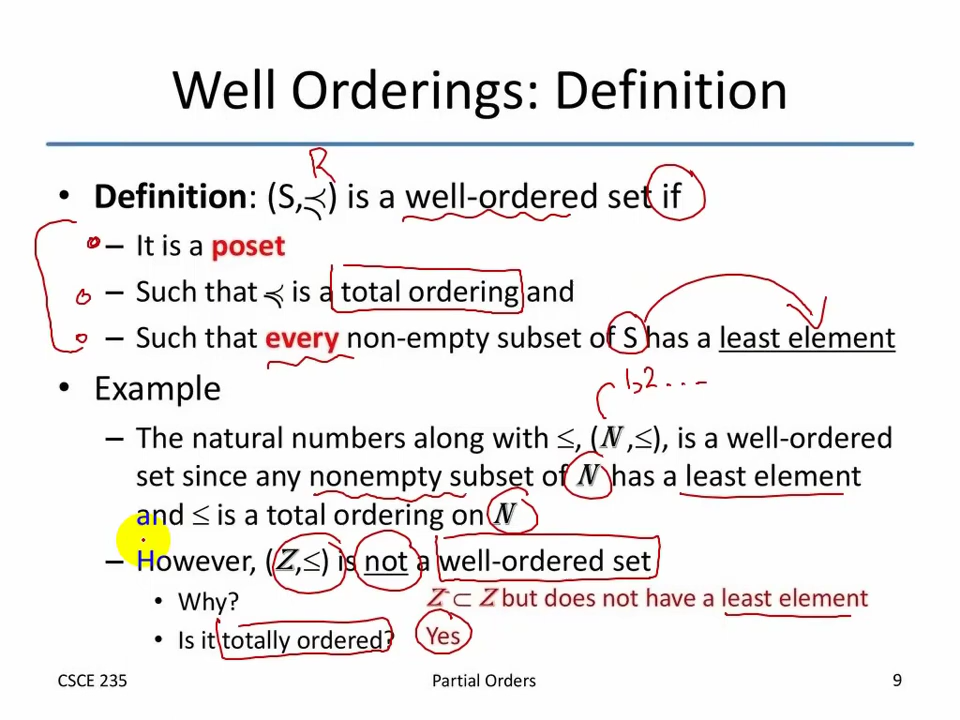 Well Orderings: Definition
R
• Definition: (S,≼) is a well-ordered set if
– It is a poset
– Such that ≼ is a total ordering and
– Such that every non-empty subset of S has a least element
• Example
1,2 ...
– The natural numbers along with ≤, (N,≤), is a well-ordered
set since any nonempty subset of N has a least element
and ≤ is a total ordering on N
– However, (Z,≤) is not a well-ordered set
• Why? Z ⊂ Z but does not have a least element
• Is it totally ordered? Yes
CSCE 235 Partial Orders 9